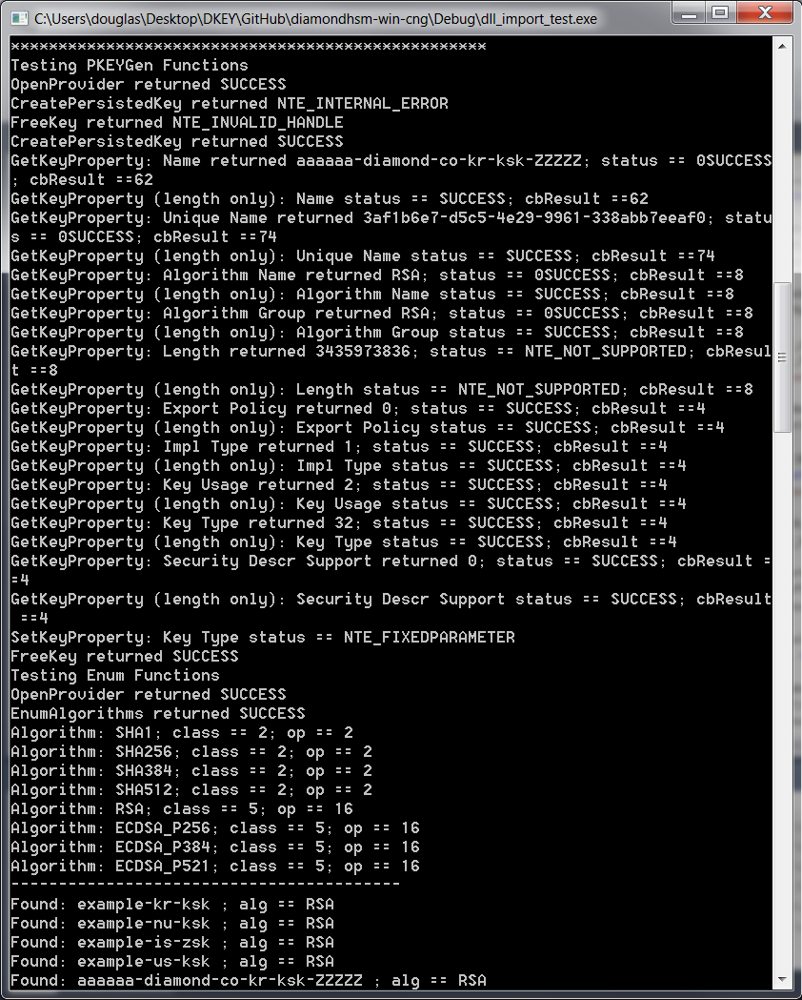 C:\Users\douglas\Desktop\DKEY\GitHub\diamondhsm-win-cng\Debug\dll_import_test.exe
**************************************************
Testing PKEYGen Functions
OpenProvider returned SUCCESS
CreatePersistedKey returned NTE_INTERNAL_ERROR
FreeKey returned NTE_INVALID_HANDLE
CreatePersistedKey returned SUCCESS
GetKeyProperty: Name returned aaaaaa-diamond-co-kr-ksk-ZZZZZ; status == 0SUCCESS
; cbResult ==62
GetKeyProperty (length only): Name status == SUCCESS; cbResult ==62
GetKeyProperty: Unique Name returned 3af1b6e7-d5c5-4e29-9961-338abb7eeaf0; statu
s == 0SUCCESS; cbResult ==74
GetKeyProperty (length only): Unique Name status == SUCCESS; cbResult ==74
GetKeyProperty: Algorithm Name returned RSA; status == 0SUCCESS; cbResult ==8
GetKeyProperty (length only): Algorithm Name status == SUCCESS; cbResult ==8
GetKeyProperty: Algorithm Group returned RSA; status == 0SUCCESS; cbResult ==8
GetKeyProperty (length only): Algorithm Group status == SUCCESS; cbResult ==8
GetKeyProperty: Length returned 3435973836; status == NTE_NOT_SUPPORTED; cbResul
t ==8
GetKeyProperty (length only): Length status == NTE_NOT_SUPPORTED; cbResult ==8
GetKeyProperty: Export Policy returned 0; status == SUCCESS; cbResult ==4
GetKeyProperty (length only): Export Policy status == SUCCESS; cbResult ==4
GetKeyProperty: Impl Type returned 1; status == SUCCESS; cbResult ==4
GetKeyProperty (length only): Impl Type status == SUCCESS; cbResult ==4
GetKeyProperty: Key Usage returned 2; status == SUCCESS; cbResult ==4
GetKeyProperty (length only): Key Usage status == SUCCESS; cbResult ==4
GetKeyProperty: Key Type returned 32; status == SUCCESS; cbResult ==4
GetKeyProperty (length only): Key Type status == SUCCESS; cbResult ==4
GetKeyProperty: Security Descr Support returned 0; status == SUCCESS; cbResult =
=4
GetKeyProperty (length only): Security Descr Support status == SUCCESS; cbResult
 ==4
SetKeyProperty: Key Type status == NTE_FIXEDPARAMETER
FreeKey returned SUCCESS
Testing Enum Functions
OpenProvider returned SUCCESS
EnumAlgorithms returned SUCCESS
Algorithm: SHA1; class == 2; op == 2
Algorithm: SHA256; class == 2; op == 2
Algorithm: SHA384; class == 2; op == 2
Algorithm: SHA512; class == 2; op == 2
Algorithm: RSA; class == 5; op == 16
Algorithm: ECDSA_P256; class == 5; op == 16
Algorithm: ECDSA_P384; class == 5; op == 16
Algorithm: ECDSA_P521; class == 5; op == 16
-----------------------------------------
Found: example-kr-ksk ; alg == RSA
Found: example-nu-ksk ; alg == RSA
Found: example-is-zsk ; alg == RSA
Found: example-us-ksk ; alg == RSA
Found: aaaaaa-diamond-co-kr-ksk-ZZZZZ ; alg == RSA